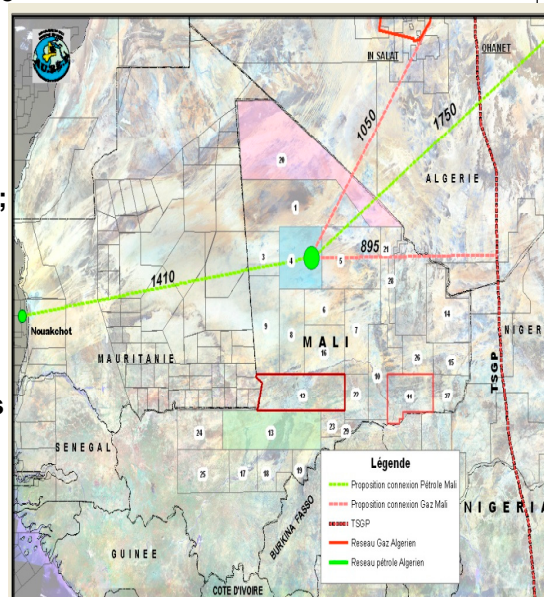 IN SALAT
OHANET
1050
1750
ALGERIE
20
1
895
21
3
4
5
1410
28
Nouakchot
6
14
9
8
7
MALI
NIGER
MAURITANIE
16
10
26
15
TSGP
22
27
24
13
23
29
SENEGAL
25
17
18
19
Légende
Proposition connexion Pétrole Mali
Proposition connexion Gaz Mali
TSGP
Reseau Gaz Algerien
Reseau pétrole Algerien
NIGERIA
BURKINA FASSO
GUINEE
COTE D'IVOIRE
;
s